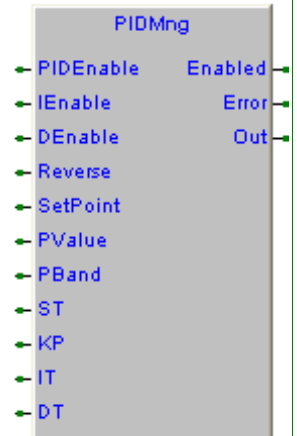 PIDMng
PIDEnable Enabled
IEnable Error
DEnable Out
Reverse
SetPoint
PValue
PBand
ST
KP
IT
DT